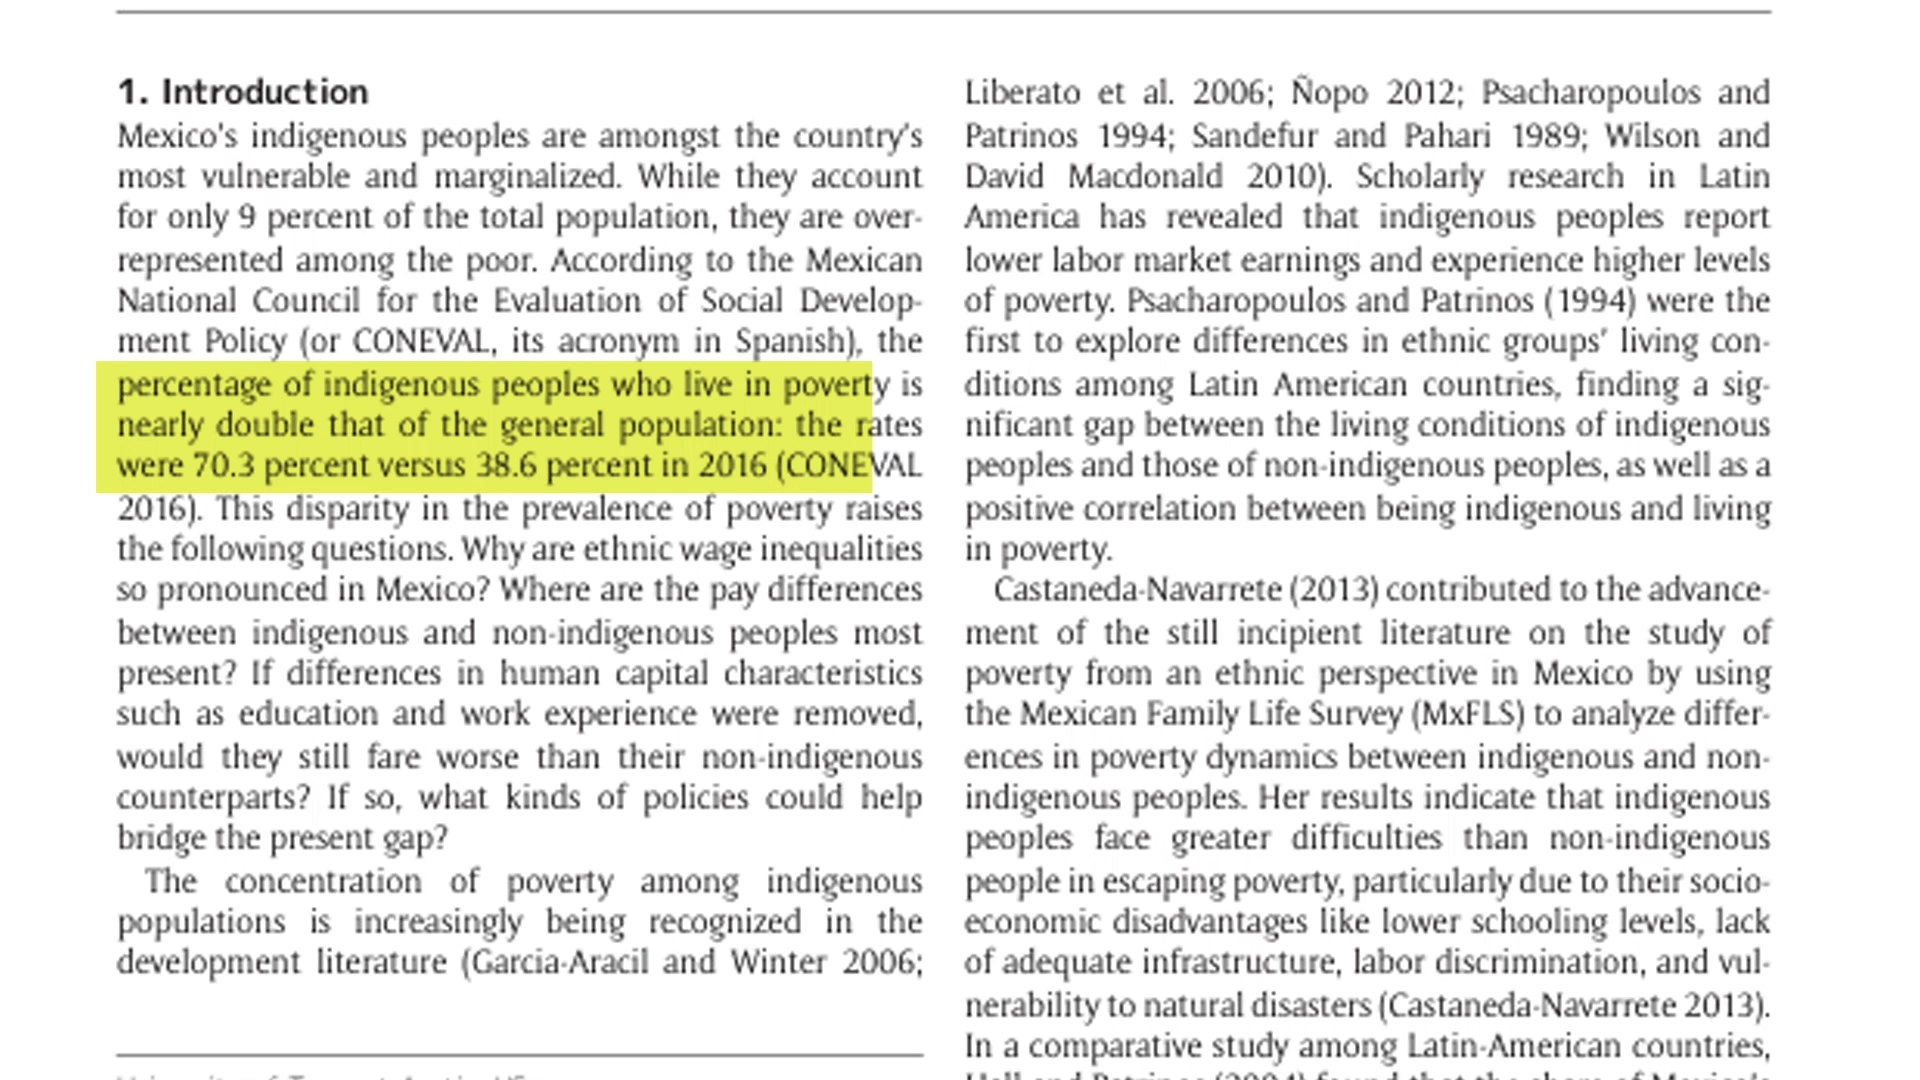 1. Introduction
Mexico's indigenous peoples are amongst the country's
most vulnerable and marginalized. While they account
for only 9 percent of the total population, they are over-
represented among the poor. According to the Mexican
National Council for the Evaluation of Social Develop-
ment Policy (or CONEVAL, its acronym in Spanish), the
percentage of indigenous peoples who live in poverty is
nearly double that of the general population: the rates
were 70.3 percent versus 38.6 percent in 2016 (CONEVAL
2016). This disparity in the prevalence of poverty raises
the following questions. Why are ethnic wage inequalities
so pronounced in Mexico? Where are the pay differences
between indigenous and non-indigenous peoples most
present? If differences in human capital characteristics
such as education and work experience were removed,
would they still fare worse than their non-indigenous
counterparts? If so, what kinds of policies could help
bridge the present gap?
The concentration of poverty among indigenous
populations is increasingly being recognized in the
development literature (Garcia-Aracil and Winter 2006;
Liberato et al. 2006; Ñopo 2012; Psacharopoulos and
Patrinos 1994; Sandefur and Pahari 1989; Wilson and
David Macdonald 2010). Scholarly research in Latin
America has revealed that indigenous peoples report
lower labor market earnings and experience higher levels
of poverty. Psacharopoulos and Patrinos (1994) were the
first to explore differences in ethnic groups' living con-
ditions among Latin American countries, finding a sig-
nificant gap between the living conditions of indigenous
peoples and those of non-indigenous peoples, as well as a
positive correlation between being indigenous and living
in poverty.
Castaneda-Navarrete (2013) contributed to the advance-
ment of the still incipient literature on the study of
poverty from an ethnic perspective in Mexico by using
the Mexican Family Life Survey (MxFLS) to analyze differ-
ences in poverty dynamics between indigenous and non-
indigenous peoples. Her results indicate that indigenous
peoples face greater difficulties than non-indigenous
people in escaping poverty, particularly due to their socio-
economic disadvantages like lower schooling levels, lack
of adequate infrastructure, labor discrimination, and vul-
nerability to natural disasters (Castaneda-Navarrete 2013).
In a comparative study among Latin-American countries,